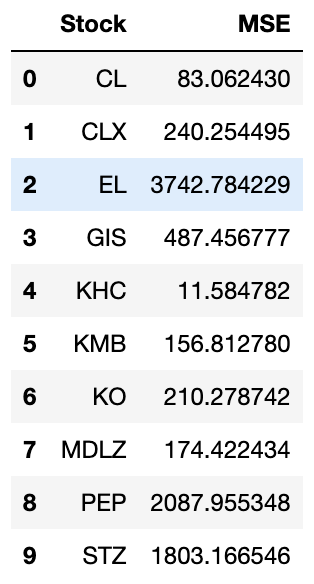 Stock MSE
0 CL 83.062430
1 CLX 240.254495
2 EL 3742.784229
3 GIS 487.456777
4 KHC 11.584782
5 KMB 156.812780
6 KO 210.278742
7 MDLZ 174.422434
8 PEP 2087.955348
9 STZ 1803.166546